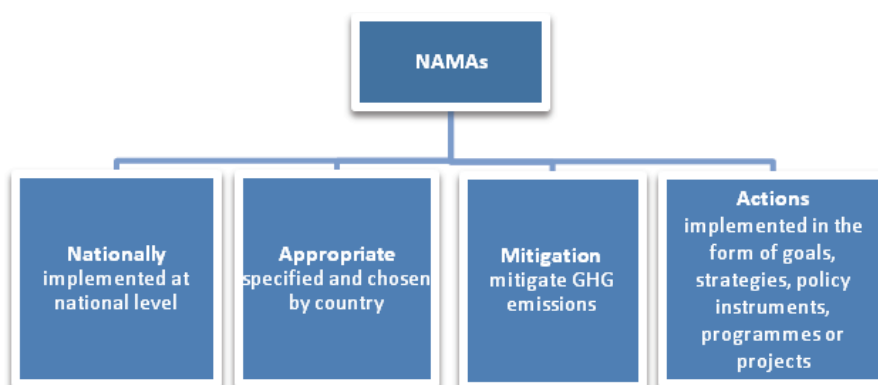 NAMAs
Nationally
implemented at
national level
Appropriate
specified and chosen
by country
Mitigation
mitigate GHG
emissions
Actions
implemented in the
form of goals,
strategies, policy
instruments,
programmes or
projects